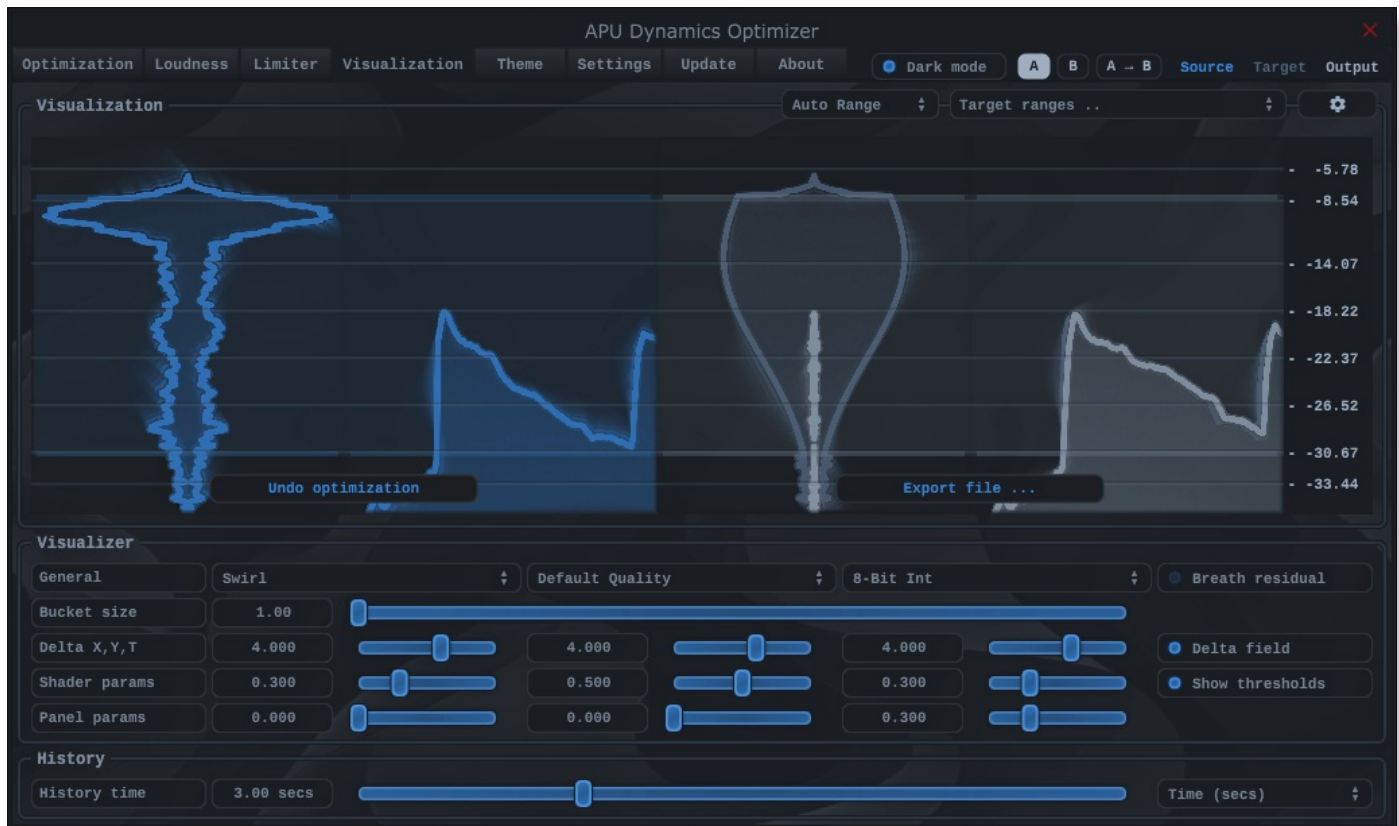 APU Dynamics Optimizer
Optimization Loudness Limiter Visualization Theme Settings Update About Dark mode A B A → B Source Target Output
Visualization Auto Range Target ranges ..
- -5.78
- -8.54
- -14.07
- -18.22
- -22.37
- -26.52
- -30.67
- -33.44
Undo optimization Export file ...
Visualizer
General Swirl Default Quality 8-Bit Int Breath residual
Bucket size 1.00
Delta X,Y,T 4.000 4.000 4.000 Delta field
Shader params 0.300 0.500 0.300 Show thresholds
Panel params 0.000 0.000 0.300
History
History time 3.00 secs Time (secs)